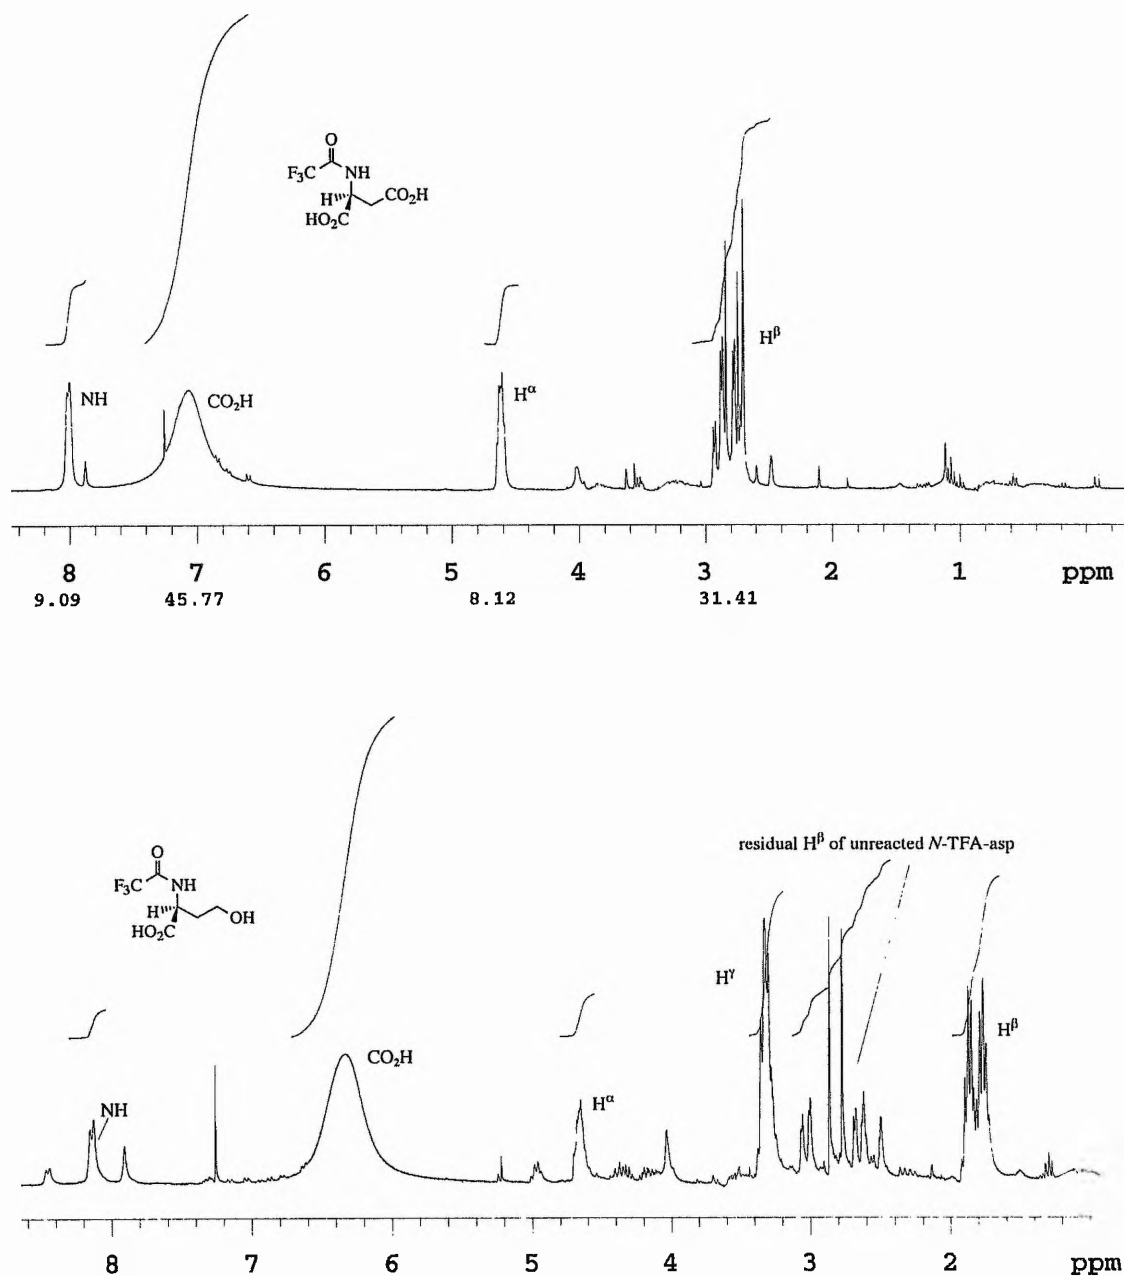 O
F₃C NH
H CO₂H
HO₂C
NH
CO₂H
Hᵅ
Hᵝ
8 7 6 5 4 3 2 1 ppm
9.09 45.77 8.12 31.41
residual Hᵝ of unreacted N-TFA-asp
O
F₃C NH
H OH
HO₂C
NH
CO₂H
Hᵅ
Hᵞ
Hᵝ
8 7 6 5 4 3 2 ppm